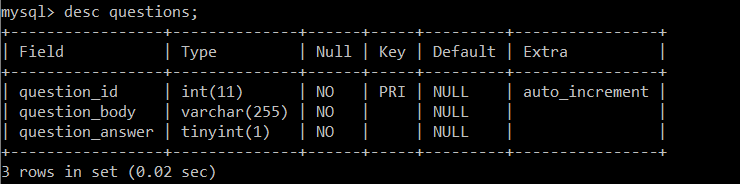 mysql> desc questions;
+-----------------+--------------+------+-----+---------+----------------+
| Field           | Type         | Null | Key | Default | Extra          |
+-----------------+--------------+------+-----+---------+----------------+
| question_id     | int(11)      | NO   | PRI | NULL    | auto_increment |
| question_body   | varchar(255) | NO   |     | NULL    |                |
| question_answer | tinyint(1)   | NO   |     | NULL    |                |
+-----------------+--------------+------+-----+---------+----------------+
3 rows in set (0.02 sec)